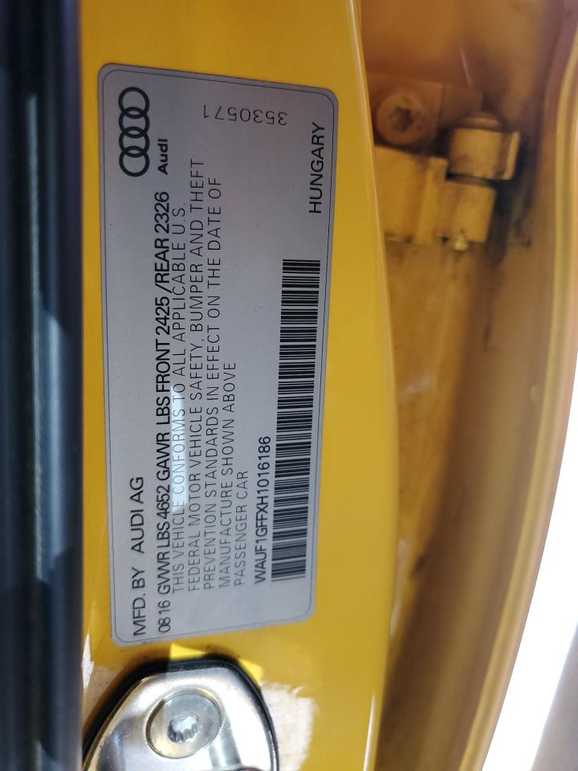 Audi
3530571
MFD. BY AUDI AG
08 16 GVWR LBS 4652 GAWR LBS FRONT 2425 /REAR 2326
THIS VEHICLE CONFORMS TO ALL APPLICABLE U.S.
FEDERAL MOTOR VEHICLE SAFETY, BUMPER AND THEFT
PREVENTION STANDARDS IN EFFECT ON THE DATE OF
MANUFACTURE SHOWN ABOVE
PASSENGER CAR
WAUF1GFFXH1016186
HUNGARY